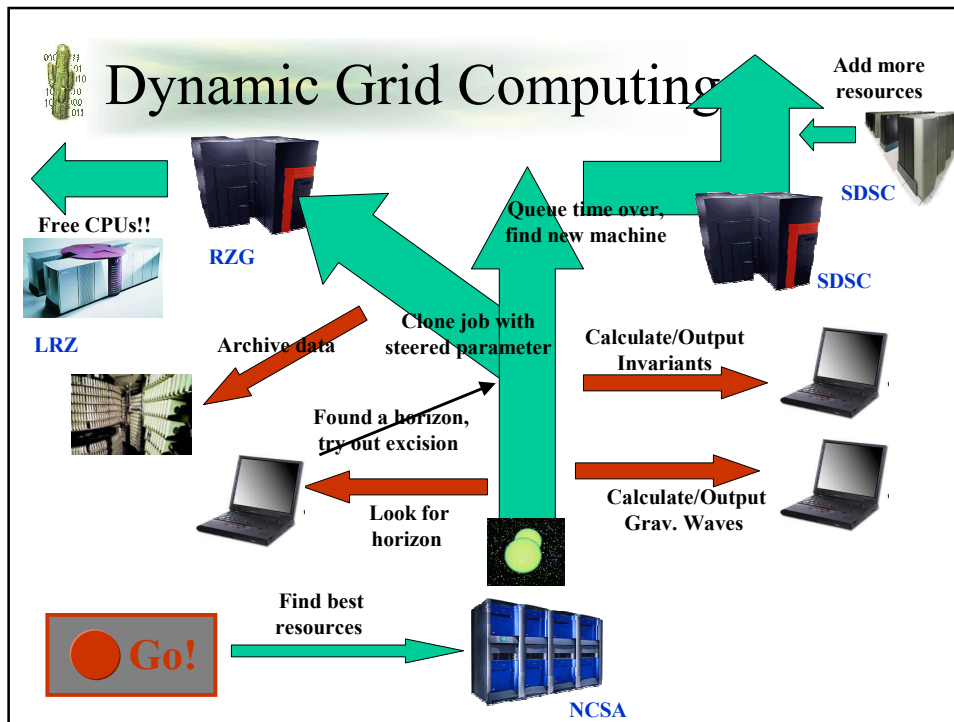 Dynamic Grid Computing
Add more
resources
SDSC
Free CPUs!!
RZG
Queue time over,
find new machine
SDSC
LRZ
Archive data
Clone job with
steered parameter
Calculate/Output
Invariants
Found a horizon,
try out excision
Look for
horizon
Calculate/Output
Grav. Waves
Go!
Find best
resources
NCSA